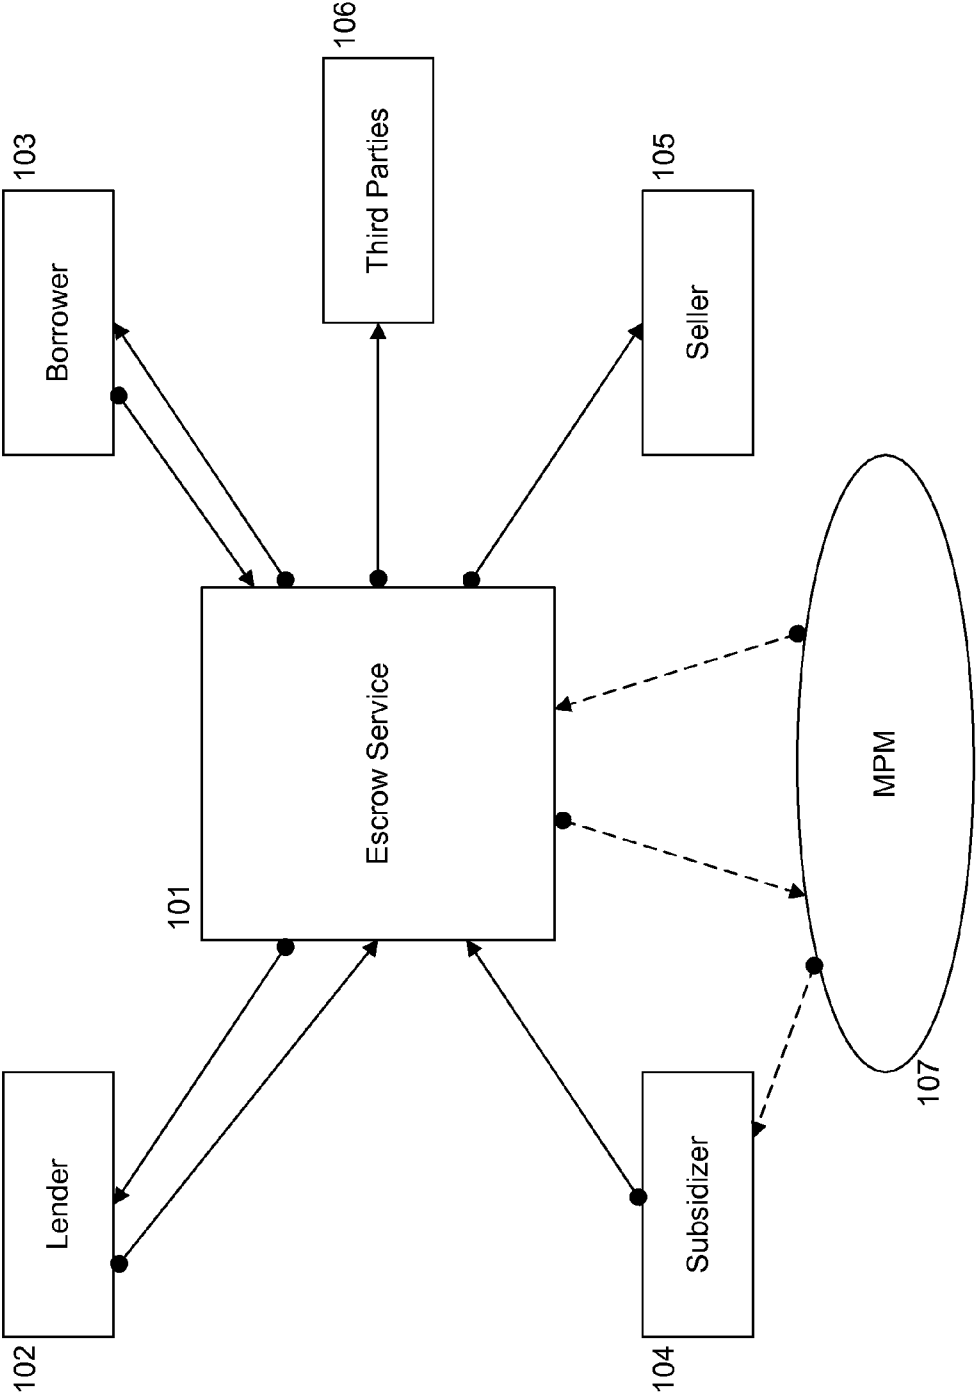 102
Lender
101
Escrow Service
103
Borrower
106
Third Parties
104
Subsidizer
105
Seller
107
MPM